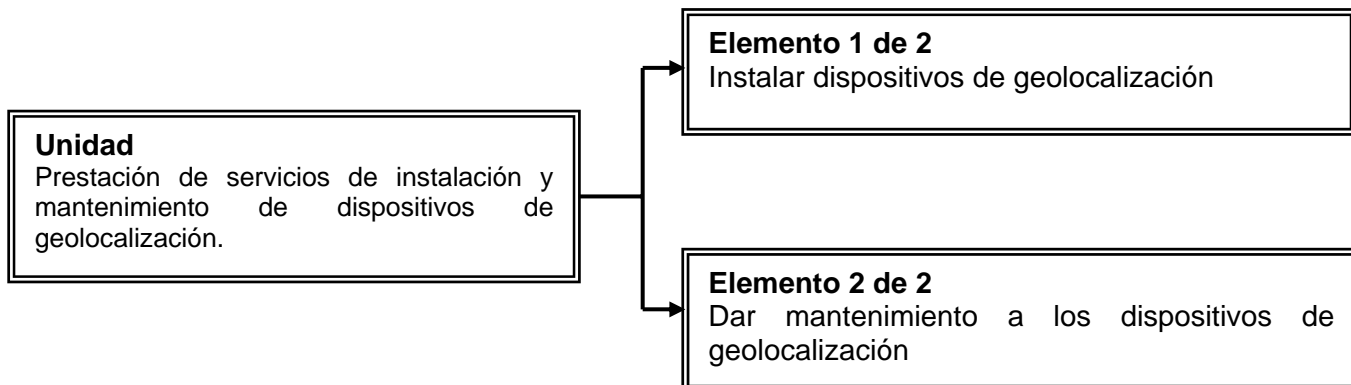 Elemento 1 de 2
Instalar dispositivos de geolocalización
Unidad
Prestación de servicios de instalación y
mantenimiento de dispositivos de
geolocalización.
Elemento 2 de 2
Dar mantenimiento a los dispositivos de
geolocalización